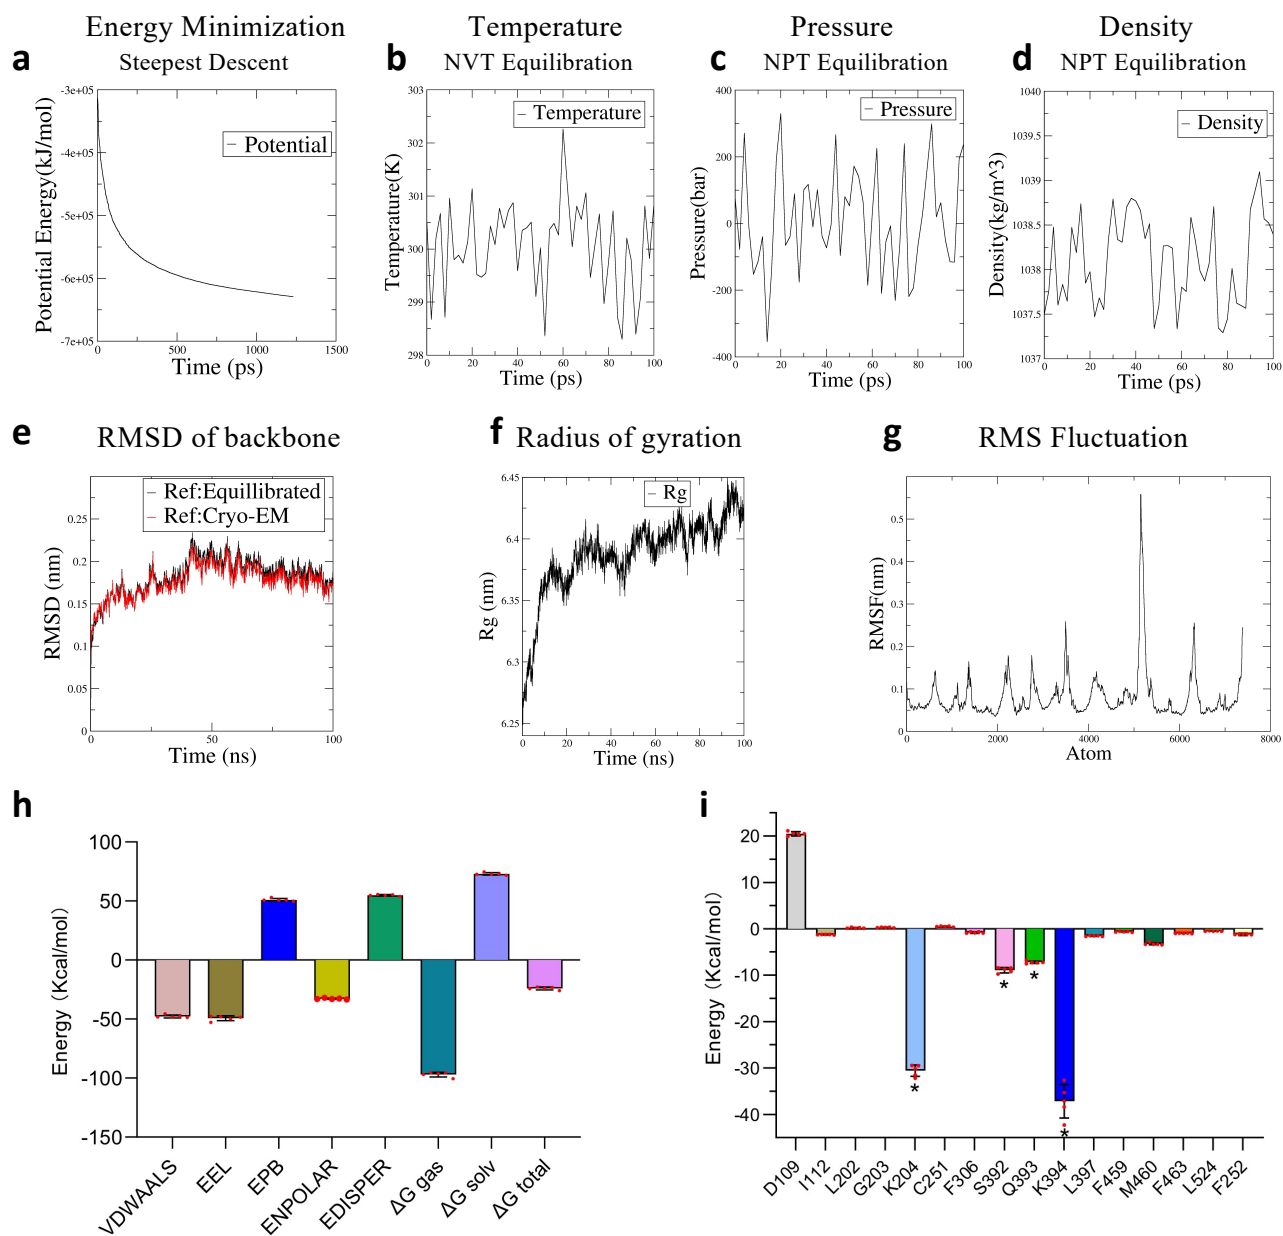 Energy Minimization
Temperature
Pressure
Density
a
Steepest Descent
b
NVT Equilibration
c
NPT Equilibration
d
NPT Equilibration
Potential Energy(kJ/mol)
-3e+05
-4e+05
-5e+05
-6e+05
-7e+05
Potential
0
500
1000
1500
Time (ps)
Temperature(K)
303
302
301
300
299
298
Temperature
0
20
40
60
80
100
Time (ps)
Pressure(bar)
400
200
0
-200
-400
Pressure
0
20
40
60
80
100
Time (ps)
Density(kg/m^3)
1040
1039.5
1039
1038.5
1038
1037.5
1037
Density
0
20
40
60
80
100
Time (ps)
e
RMSD of backbone
f
Radius of gyration
g
RMS Fluctuation
RMSD (nm)
0.25
0.2
0.15
0.1
0.05
0
Ref:Equillibrated
Ref:Cryo-EM
0
50
100
Time (ns)
Rg (nm)
6.45
6.4
6.35
6.3
6.25
Rg
0
20
40
60
80
100
Time (ns)
RMSF(nm)
0.5
0.4
0.3
0.2
0.1
0
0
2000
4000
6000
8000
Atom
h
Energy (Kcal/mol)
100
50
0
-50
-100
-150
VDWAALS
EEL
EPB
ENPOLAR
EDISPER
ΔG gas
ΔG solv
ΔG total
i
Energy (Kcal/mol)
20
10
0
-10
-20
-30
-40
*
*
*
*
D109
I112
L202
G203
K204
C251
F306
S392
Q393
K394
L397
F459
M460
F463
L524
F252